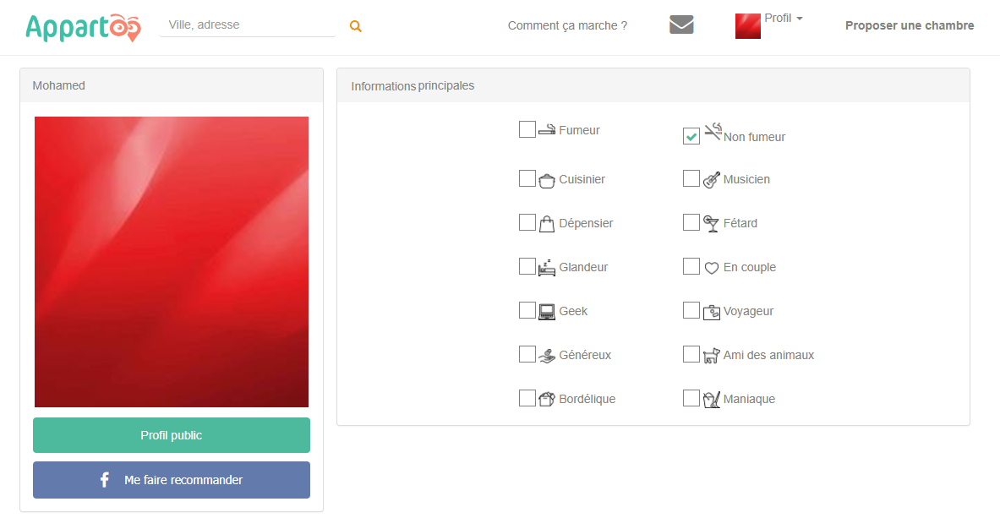 Appartoo
Ville, adresse
Comment ça marche ?
Profil
Proposer une chambre
Mohamed
Informations principales
Fumeur
Non fumeur
Cuisinier
Musicien
Dépensier
Fétard
Glandeur
En couple
Geek
Voyageur
Généreux
Ami des animaux
Bordélique
Maniaque
Profil public
f Me faire recommander